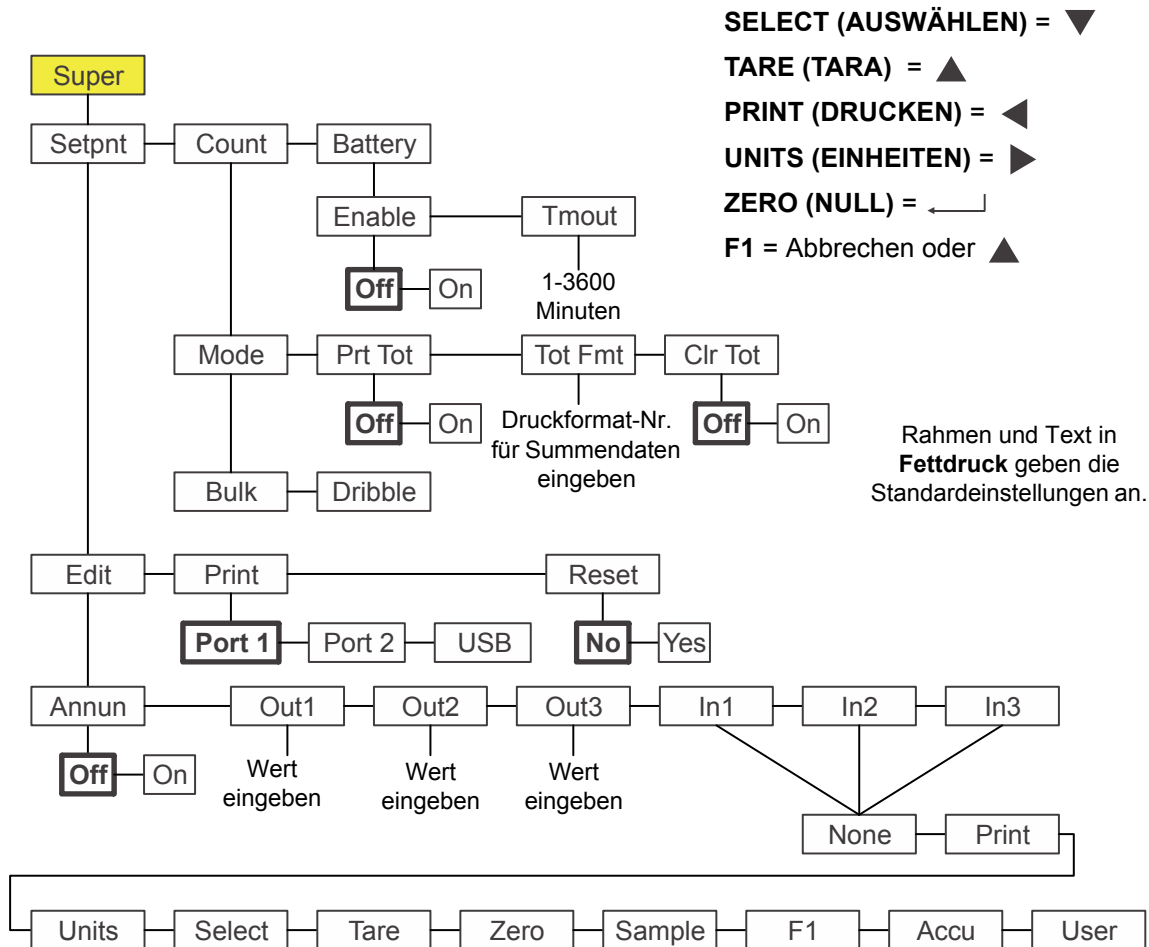 SELECT (AUSWÄHLEN) = ▼
TARE (TARA) = ▲
PRINT (DRUCKEN) = ◀
UNITS (EINHEITEN) = ▶
ZERO (NULL) = ↵
F1 = Abbrechen oder ▲
Super
Setpnt Count Battery
Enable Tmout
Off On
1-3600
Minuten
Mode Prt Tot Tot Fmt Clr Tot
Off On
Druckformat-Nr.
für Summendaten
eingeben
Off On
Rahmen und Text in
Fettdruck geben die
Standardeinstellungen an.
Bulk Dribble
Edit Print Reset
Port 1 Port 2 USB
No Yes
Annun Out1 Out2 Out3 In1 In2 In3
Off On
Wert
eingeben
Wert
eingeben
Wert
eingeben
None Print
Units Select Tare Zero Sample F1 Accu User